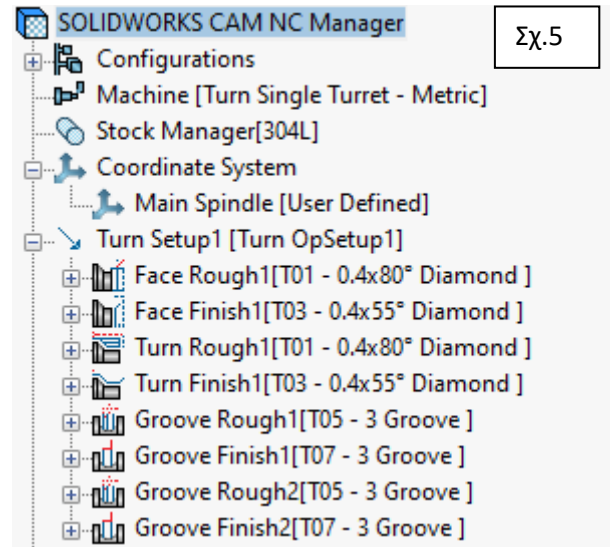 SOLIDWORKS CAM NC Manager
Σχ.5
Configurations
Machine [Turn Single Turret - Metric]
Stock Manager[304L]
Coordinate System
Main Spindle [User Defined]
Turn Setup1 [Turn OpSetup1]
Face Rough1[T01 - 0.4x80° Diamond ]
Face Finish1[T03 - 0.4x55° Diamond ]
Turn Rough1[T01 - 0.4x80° Diamond ]
Turn Finish1[T03 - 0.4x55° Diamond ]
Groove Rough1[T05 - 3 Groove ]
Groove Finish1[T07 - 3 Groove ]
Groove Rough2[T05 - 3 Groove ]
Groove Finish2[T07 - 3 Groove ]